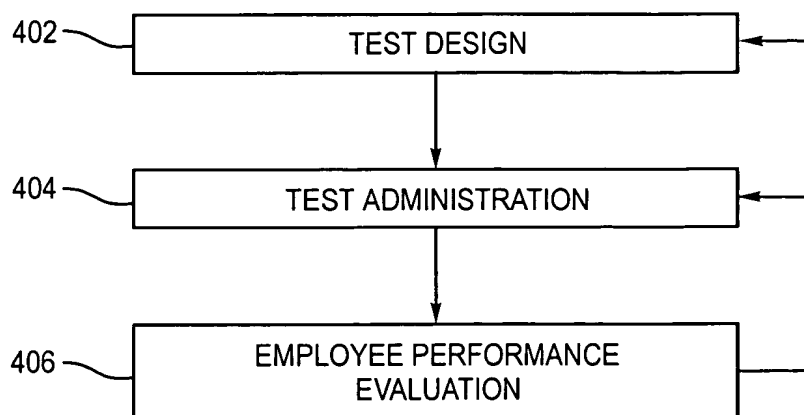 402
TEST DESIGN
404
TEST ADMINISTRATION
406
EMPLOYEE PERFORMANCE
EVALUATION